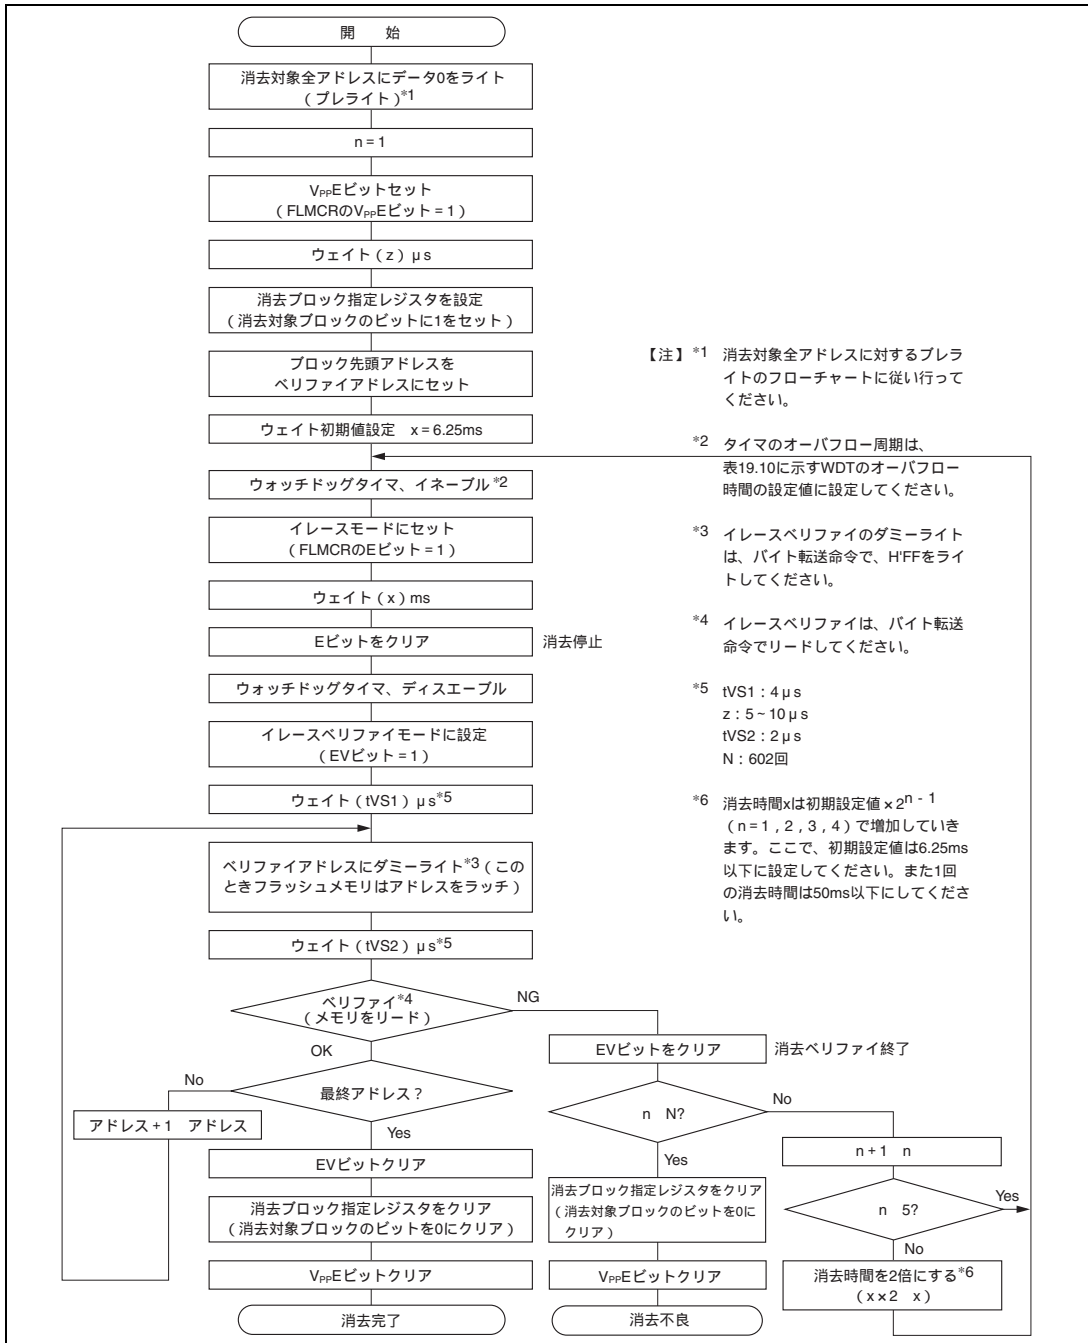 開　始
消去対象全アドレスにデータ0をライト
（プレライト）*1
n = 1
VPPEビットセット
（FLMCRのVPPEビット = 1）
ウェイト（z）μs
消去ブロック指定レジスタを設定
（消去対象ブロックのビットに1をセット）
ブロック先頭アドレスを
ベリファイアドレスにセット
ウェイト初期値設定　x = 6.25ms
ウォッチドッグタイマ、イネーブル*2
イレースモードにセット
（FLMCRのEビット = 1）
ウェイト（x）ms
Eビットをクリア
消去停止
ウォッチドッグタイマ、ディスエーブル
イレースベリファイモードに設定
（EVビット = 1）
ウェイト（tVS1）μs*5
ベリファイアドレスにダミーライト*3（この
ときフラッシュメモリはアドレスをラッチ）
ウェイト（tVS2）μs*5
ベリファイ*4
（メモリをリード）
NG
OK
最終アドレス？
No
アドレス + 1　アドレス
Yes
EVビットクリア
消去ブロック指定レジスタをクリア
（消去対象ブロックのビットを0にクリア）
VPPEビットクリア
消去完了
EVビットをクリア
消去ベリファイ終了
n　N?
No
Yes
消去ブロック指定レジスタをクリア
（消去対象ブロックのビットを0に
クリア）
VPPEビットクリア
消去不良
n + 1　n
n　5?
Yes
No
消去時間を2倍にする*6
（x × 2　x）
【注】*1　消去対象全アドレスに対するプレラ
イトのフローチャートに従い行って
ください。
*2　タイマのオーバフロー周期は、
表19.10に示すWDTのオーバフロー
時間の設定値に設定してください。
*3　イレースベリファイのダミーライト
は、バイト転送命令で、H'FFをライ
トしてください。
*4　イレースベリファイは、バイト転送
命令でリードしてください。
*5　tVS1：4μs
z：5～10μs
tVS2：2μs
N：602回
*6　消去時間xは初期設定値 × 2n - 1
（n = 1 , 2 , 3 , 4）で増加していき
ます。ここで、初期設定値は6.25ms
以下に設定してください。また1回
の消去時間は50ms以下にしてくださ
い。